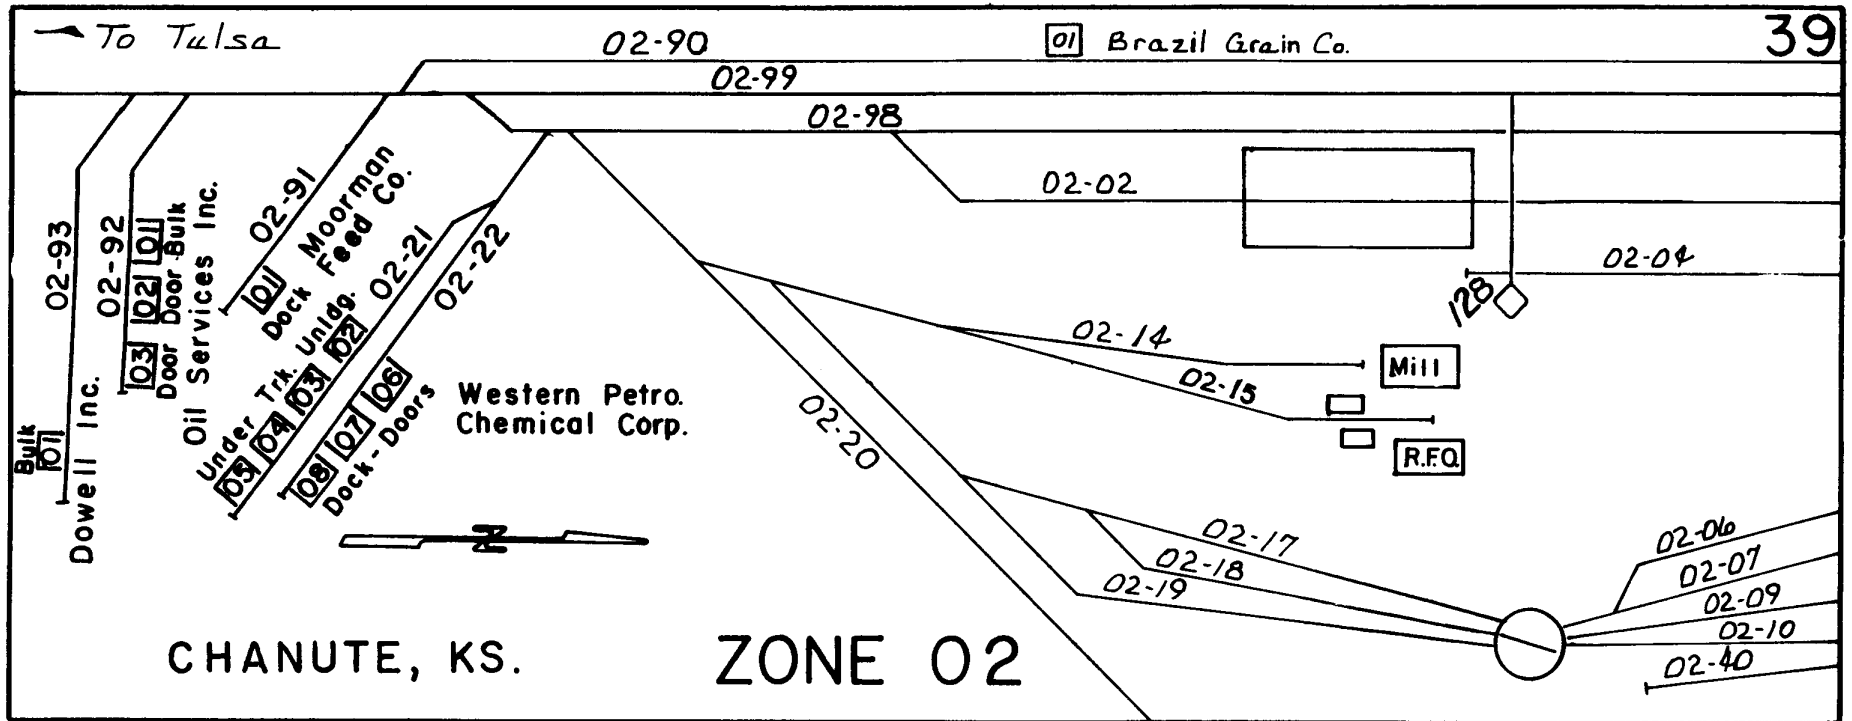 To Tulsa
02-90
01 Brazil Grain Co.
39
02-99
02-98
02-93
02-92
01 Bulk
02 Door
03 Door
Oil Services Inc.
Bulk
01
Dowell Inc.
02-91
01 Moorman
Dock Feed Co.
02-21
02-22
Under Trk. Unldg.
05 04 03 02
08 07 06
Dock-Doors
Western Petro.
Chemical Corp.
02-02
02-04
128
02-14
Mill
02-15
R.F.O.
02-20
02-17
02-18
02-19
02-06
02-07
02-09
02-10
02-40
N
CHANUTE, KS.
ZONE 02